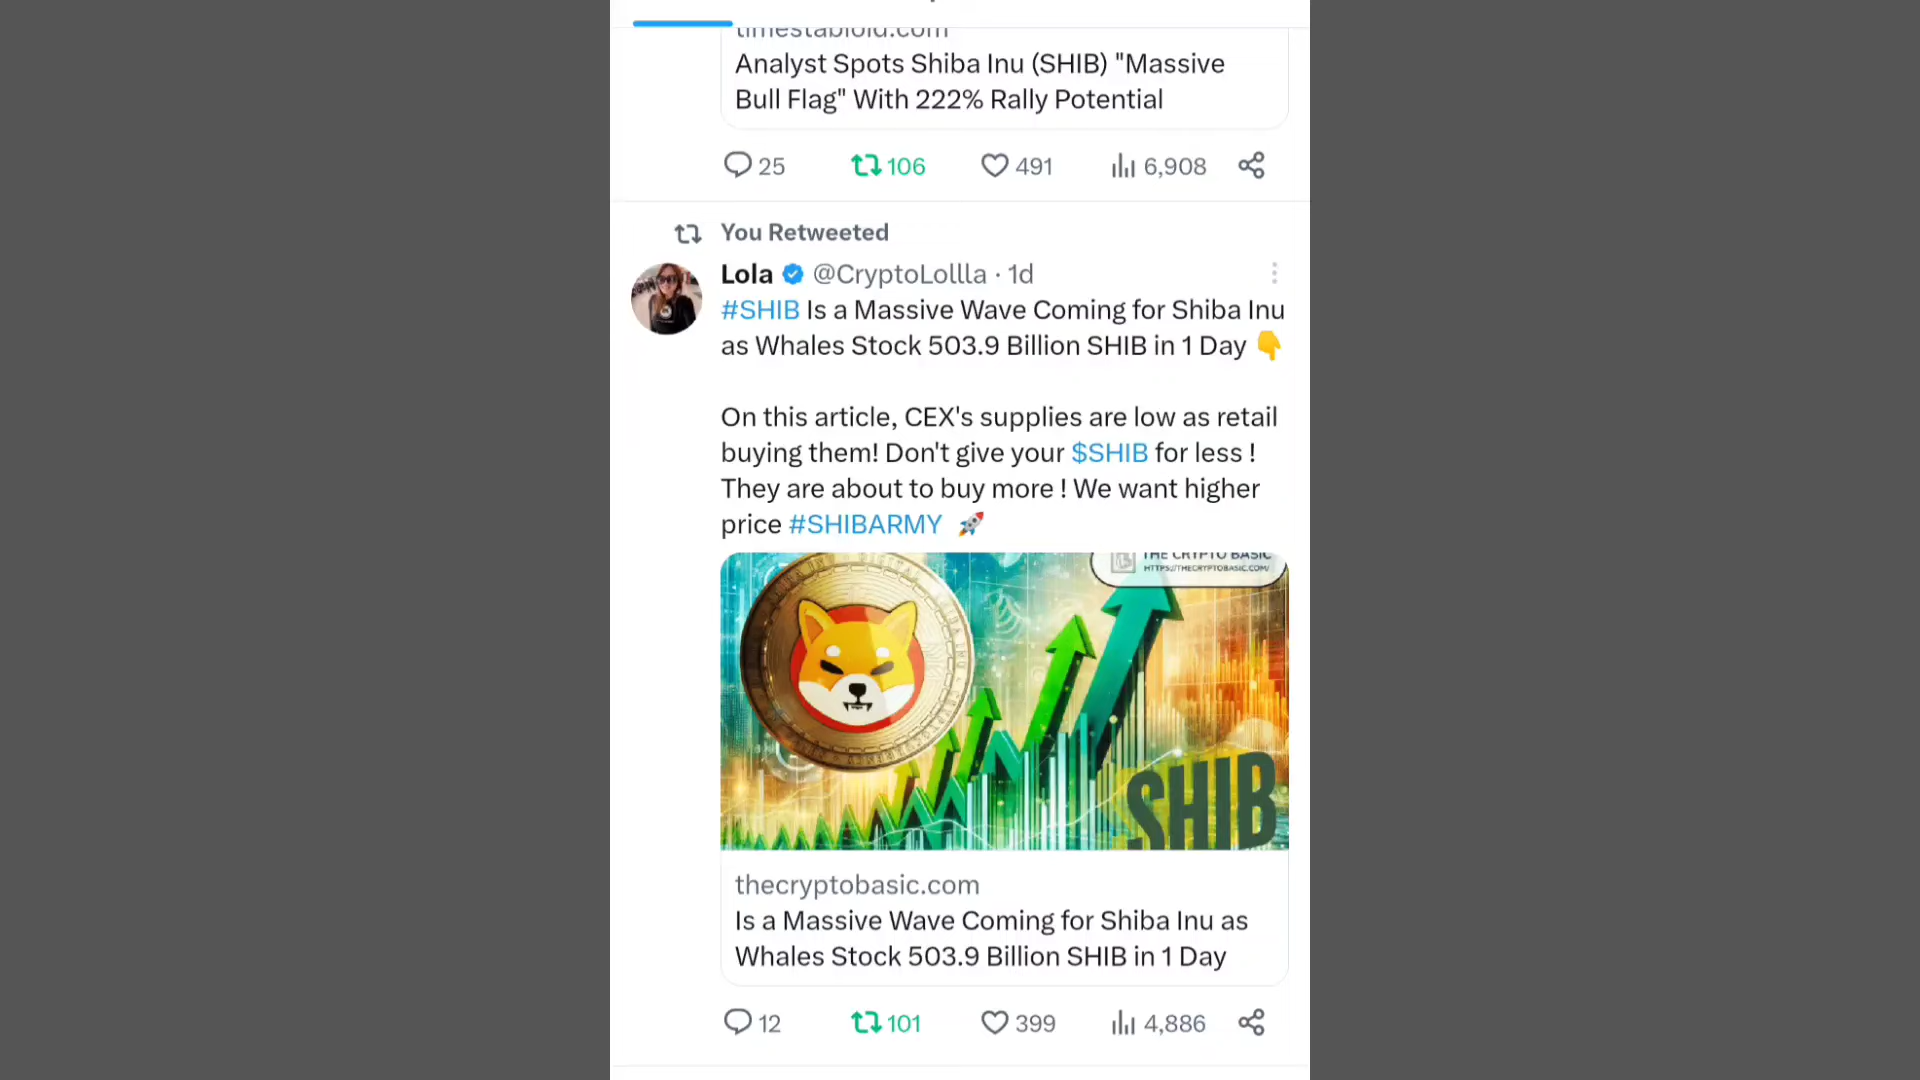 timestabloid.com
Analyst Spots Shiba Inu (SHIB) "Massive
Bull Flag" With 222% Rally Potential
25 106 491 6,908
You Retweeted
Lola @CryptoLollla · 1d
#SHIB Is a Massive Wave Coming for Shiba Inu
as Whales Stock 503.9 Billion SHIB in 1 Day 👇
On this article, CEX's supplies are low as retail
buying them! Don't give your $SHIB for less !
They are about to buy more ! We want higher
price #SHIBARMY 🚀
THE CRYPTO BASIC
HTTPS://THECRYPTOBASIC.COM/
SHIB
thecryptobasic.com
Is a Massive Wave Coming for Shiba Inu as
Whales Stock 503.9 Billion SHIB in 1 Day
12 101 399 4,886